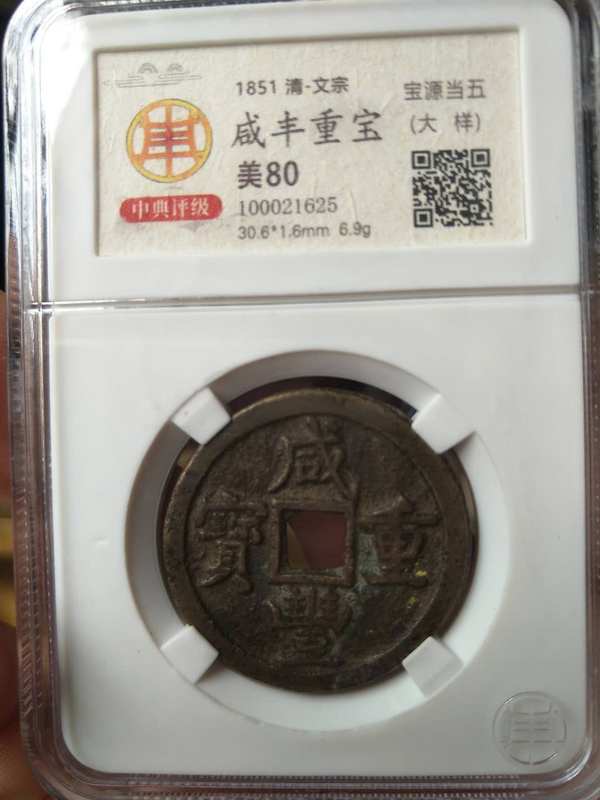 1851 清-文宗
宝源当五
咸丰重宝
(大 样)
美80
中典评级
100021625
30.6*1.6mm 6.9g
咸
寶 重
豐